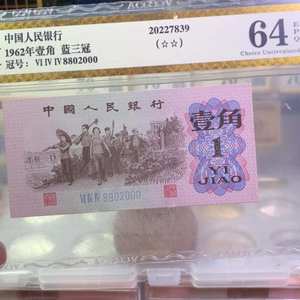 中国人民银行
20227839
1962年壹角 蓝三冠
(☆☆)
冠号: VI IV IV 8802000
64
Choice Uncirculated
中國人民銀行
壹角
1
YI
JIAO
VI IV IV 8802000